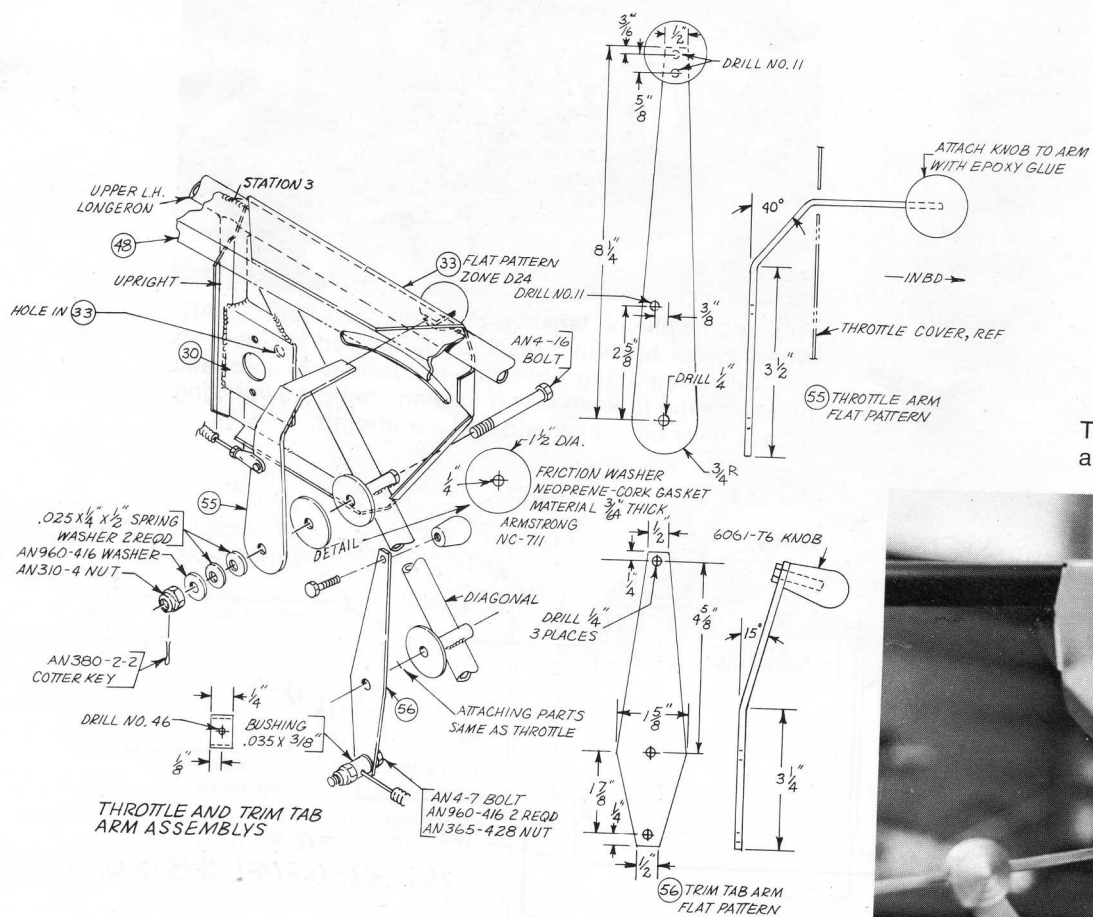 3/16"
1/2"
DRILL NO. 11
5/8"
ATTACH KNOB TO ARM
WITH EPOXY GLUE
UPPER L.H.
LONGERON
STATION 3
40°
8 1/4"
48
33 FLAT PATTERN
ZONE D24
INBD
UPRIGHT
DRILL NO.11
3/8"
HOLE IN 33
THROTTLE COVER, REF
AN4-16
BOLT
30
2 5/8"
3 1/2"
DRILL 1/4"
55 THROTTLE ARM
FLAT PATTERN
1 1/2" DIA.
T
a
3/4 R
1/4"
FRICTION WASHER
NEOPRENE-CORK GASKET
MATERIAL 3/64" THICK
ARMSTRONG
NC-711
55
.025 X 1/4" X 1/2" SPRING
WASHER 2 REQD
AN960-416 WASHER
AN310-4 NUT
DETAIL
1/2"
6061-T6 KNOB
1/4"
DIAGONAL
DRILL 1/4"
3 PLACES
4 5/8"
15°
AN380-2-2
COTTER KEY
1/4"
DRILL NO. 46
BUSHING
.035 X 3/8"
56
ATTACHING PARTS
SAME AS THROTTLE
1 5/8"
1/8"
1 7/8"
3 1/4"
THROTTLE AND TRIM TAB
ARM ASSEMBLYS
AN4-7 BOLT
AN960-416 2 REQD
AN365-428 NUT
1/4"
1/2"
56 TRIM TAB ARM
FLAT PATTERN